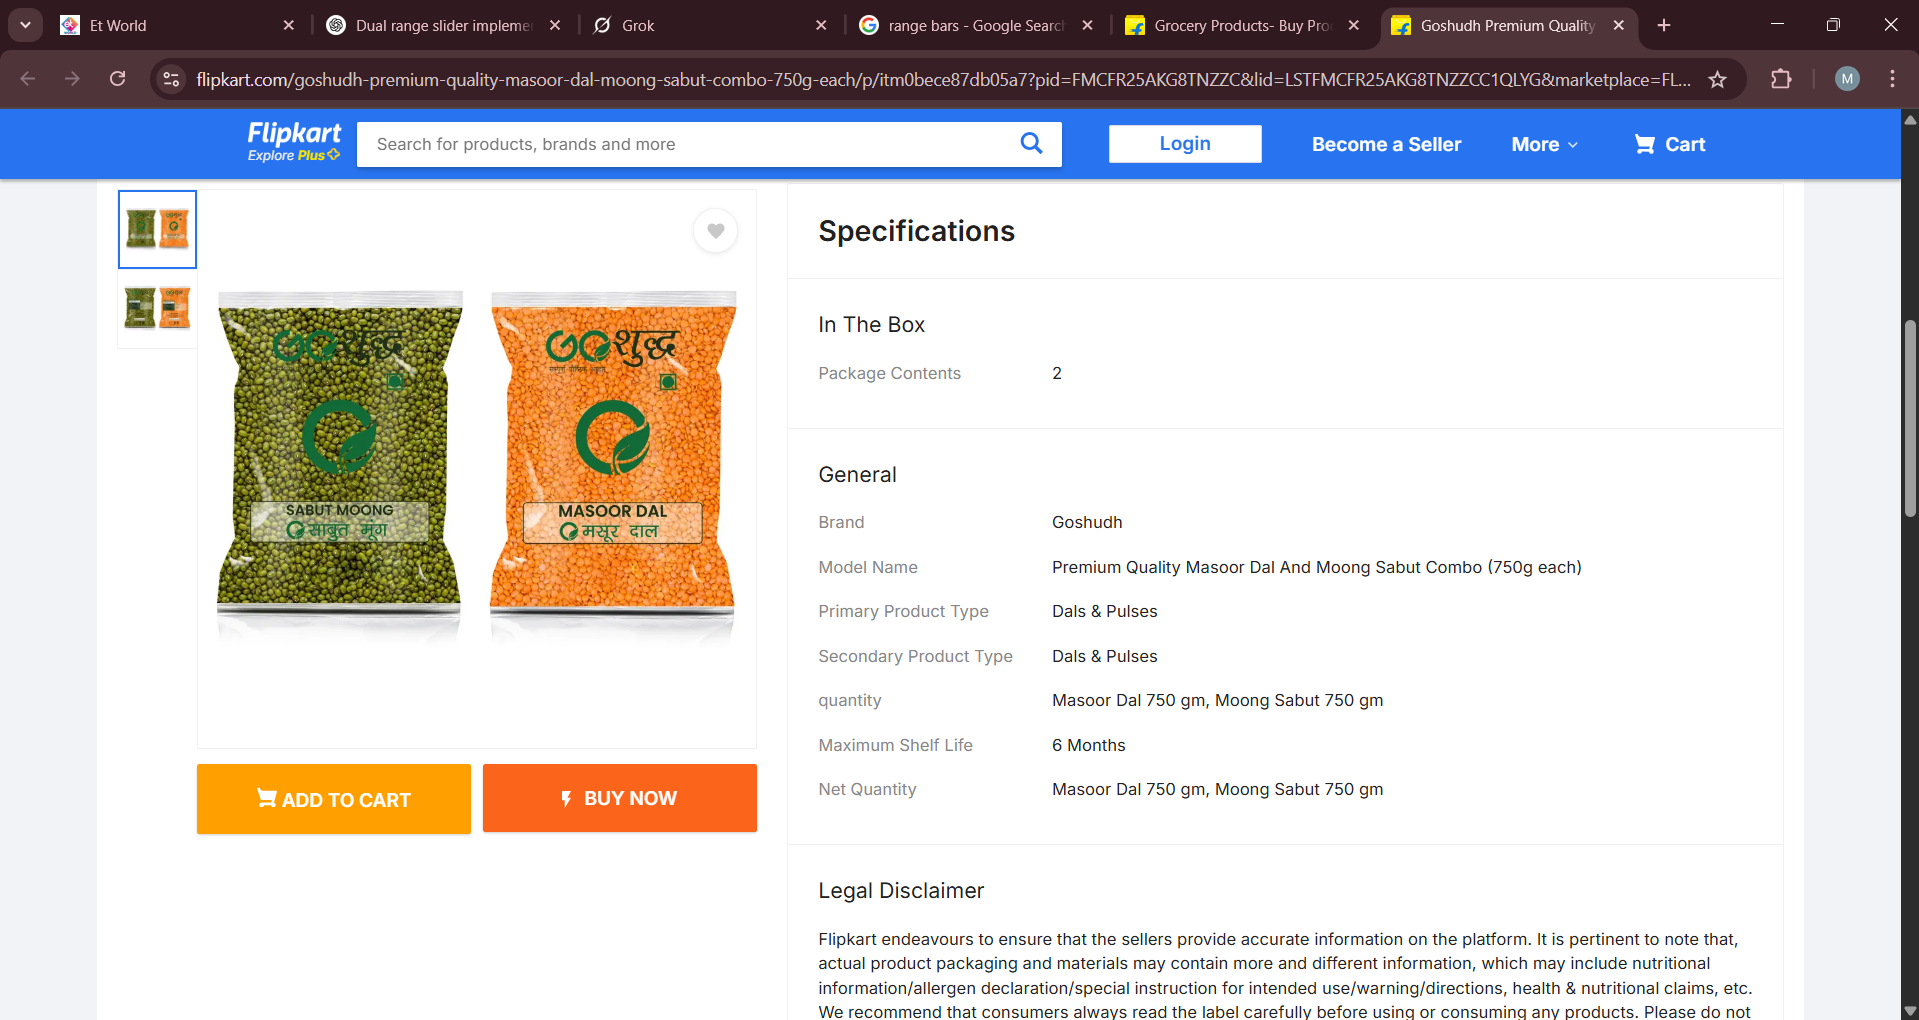 Et World
Dual range slider implemen
Grok
range bars - Google Search
Grocery Products- Buy Pro
Goshudh Premium Quality
flipkart.com/goshudh-premium-quality-masoor-dal-moong-sabut-combo-750g-each/p/itm0bece87db05a7?pid=FMCFR25AKG8TNZZC&lid=LSTFMCFR25AKG8TNZZCC1QLYG&marketplace=FL...
M
Flipkart
Explore Plus
Search for products, brands and more
Login
Become a Seller
More
Cart
GOशुद्ध
SABUT MOONG
साबुत मूंग
GOशुद्ध
MASOOR DAL
मसूर दाल
ADD TO CART
BUY NOW
Specifications
In The Box
Package Contents 2
General
Brand Goshudh
Model Name Premium Quality Masoor Dal And Moong Sabut Combo (750g each)
Primary Product Type Dals & Pulses
Secondary Product Type Dals & Pulses
quantity Masoor Dal 750 gm, Moong Sabut 750 gm
Maximum Shelf Life 6 Months
Net Quantity Masoor Dal 750 gm, Moong Sabut 750 gm
Legal Disclaimer
Flipkart endeavours to ensure that the sellers provide accurate information on the platform. It is pertinent to note that,
actual product packaging and materials may contain more and different information, which may include nutritional
information/allergen declaration/special instruction for intended use/warning/directions, health & nutritional claims, etc.
We recommend that consumers always read the label carefully before using or consuming any products. Please do not